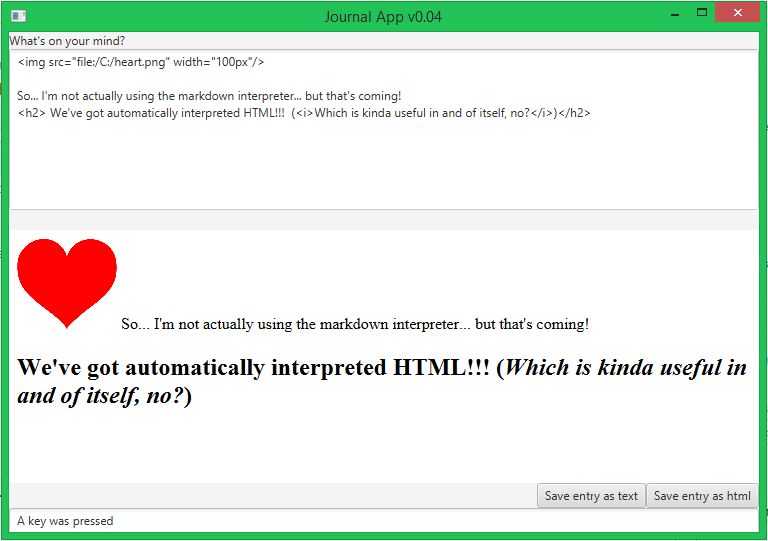 Journal App v0.04
What's on your mind?
<img src="file:/C:/heart.png" width="100px"/>
So... I'm not actually using the markdown interpreter... but that's coming!
<h2> We've got automatically interpreted HTML!!!  (<i>Which is kinda useful in and of itself, no?</i>)</h2>
So... I'm not actually using the markdown interpreter... but that's coming!
We've got automatically interpreted HTML!!! (Which is kinda useful in
and of itself, no?)
Save entry as text
Save entry as html
A key was pressed